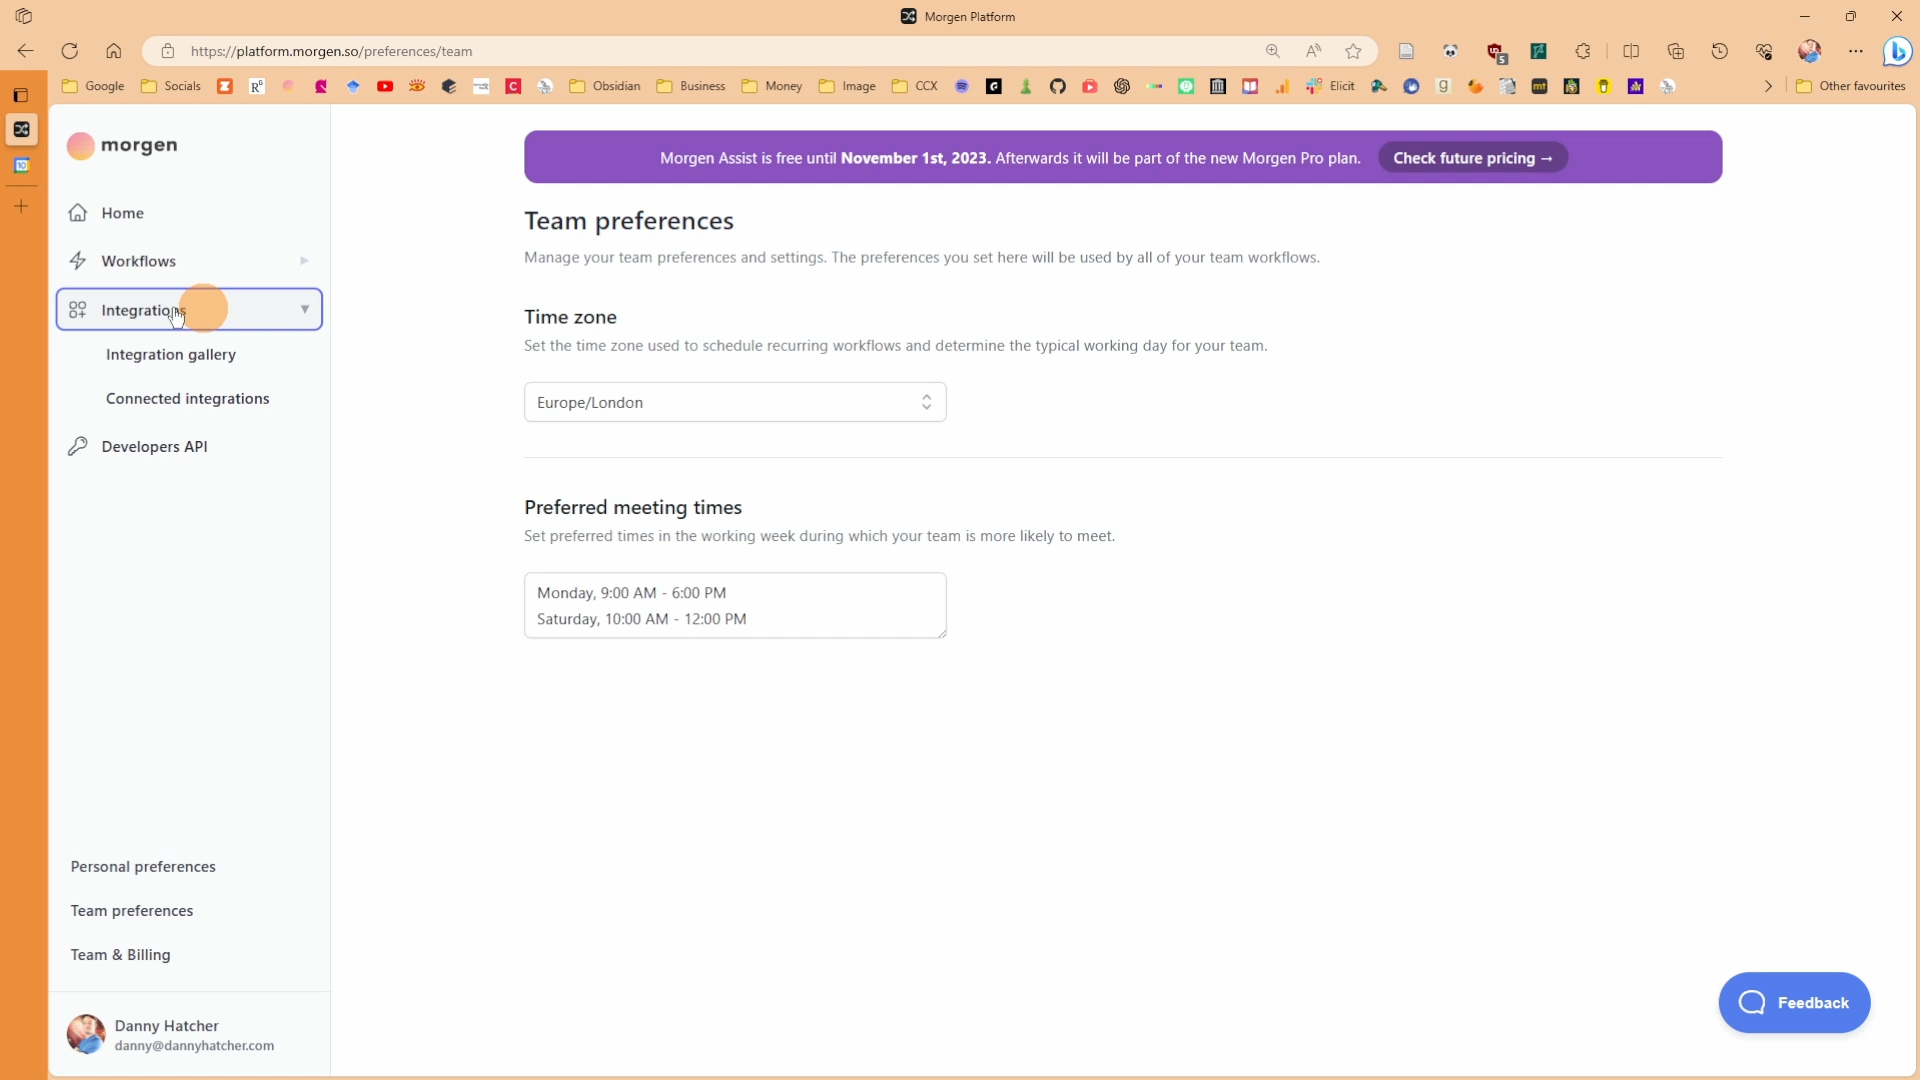 Morgen Platform
https://platform.morgen.so/preferences/team
5
Google
Socials
Obsidian
Business
Money
Image
CCX
Elicit
Other favourites
10
morgen
Home
Workflows
Integrations
Integration gallery
Connected integrations
Developers API
Personal preferences
Team preferences
Team & Billing
Danny Hatcher
danny@dannyhatcher.com
Morgen Assist is free until November 1st, 2023. Afterwards it will be part of the new Morgen Pro plan.
Check future pricing →
Team preferences
Manage your team preferences and settings. The preferences you set here will be used by all of your team workflows.
Time zone
Set the time zone used to schedule recurring workflows and determine the typical working day for your team.
Europe/London
Preferred meeting times
Set preferred times in the working week during which your team is more likely to meet.
Monday, 9:00 AM - 6:00 PM
Saturday, 10:00 AM - 12:00 PM
Feedback